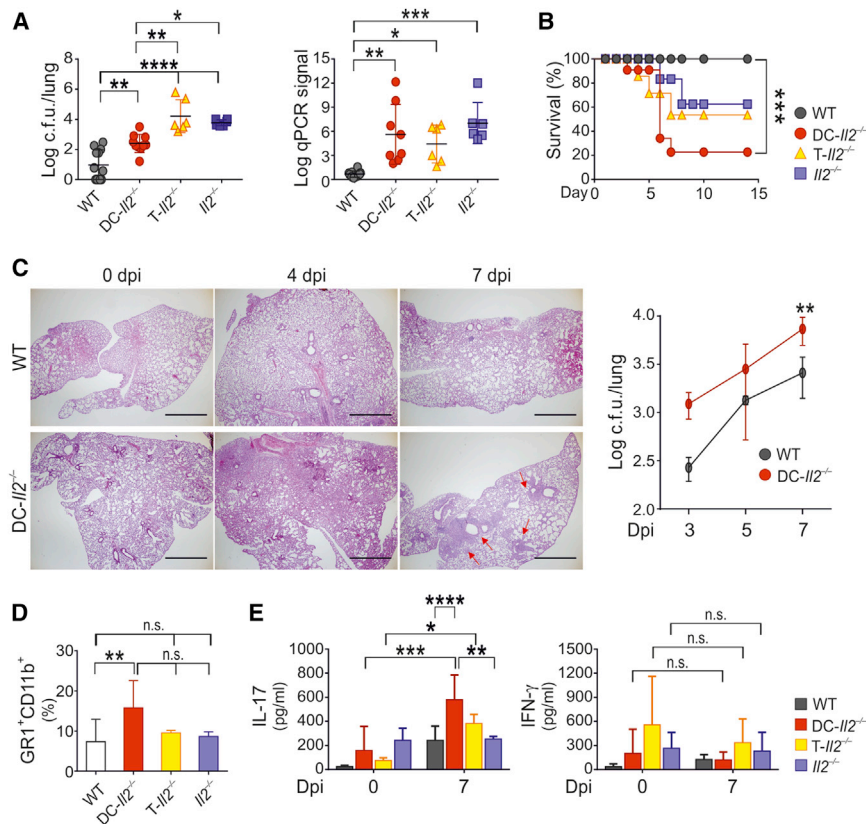 A
Log c.f.u./lung
8
6
4
2
0
*
**
****
**
WT
DC-Il2⁻/⁻
T-Il2⁻/⁻
Il2⁻/⁻
Log qPCR signal
15
12
9
6
3
0
***
*
**
WT
DC-Il2⁻/⁻
T-Il2⁻/⁻
Il2⁻/⁻
B
Survival (%)
100
80
60
40
20
0
Day 0 5 10 15
***
WT
DC-Il2⁻/⁻
T-Il2⁻/⁻
Il2⁻/⁻
C
0 dpi 4 dpi 7 dpi
WT
DC-Il2⁻/⁻
Log c.f.u./lung
4.0
3.5
3.0
2.5
2.0
**
WT
DC-Il2⁻/⁻
Dpi 3 5 7
D
GR1⁺CD11b⁺
(%)
30
20
10
0
n.s.
** n.s.
WT
DC-Il2⁻/⁻
T-Il2⁻/⁻
Il2⁻/⁻
E
IL-17
(pg/ml)
1000
800
600
400
200
0
****
*
*** **
Dpi 0 7
IFN-γ
(pg/ml)
1500
1200
900
600
300
0
n.s.
n.s.
n.s.
Dpi 0 7
WT
DC-Il2⁻/⁻
T-Il2⁻/⁻
Il2⁻/⁻